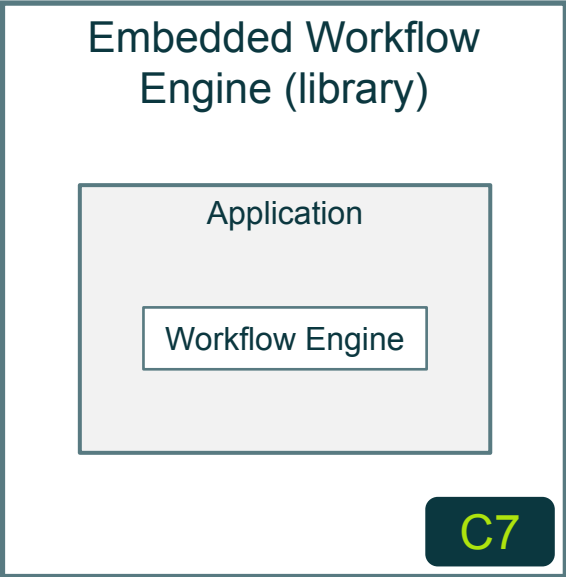 Embedded Workflow
Engine (library)
Application
Workflow Engine
C7